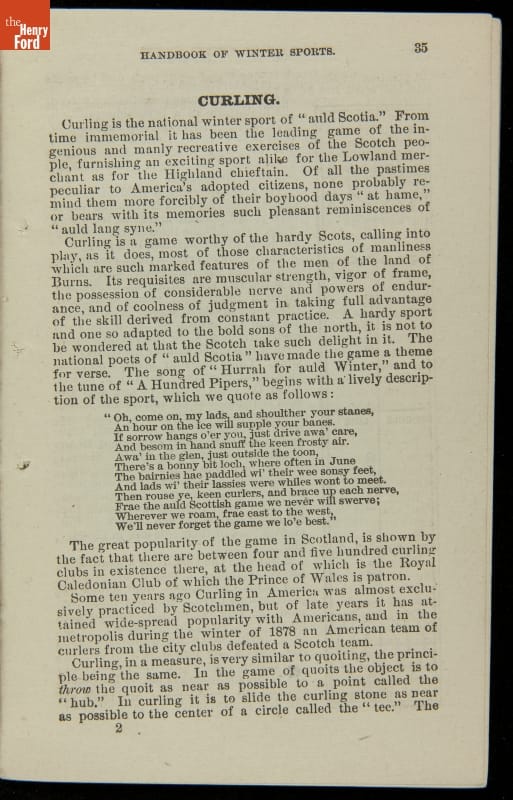 the
Henry
Ford
HANDBOOK OF WINTER SPORTS. 35
CURLING.
Curling is the national winter sport of "auld Scotia." From
time immemorial it has been the leading game of the in-
genious and manly recreative exercises of the Scotch peo-
ple, furnishing an exciting sport alike for the Lowland mer-
chant as for the Highland chieftain. Of all the pastimes
peculiar to America's adopted citizens, none probably re-
mind them more forcibly of their boyhood days "at hame,"
or bears with its memories such pleasant reminiscences of
"auld lang syne."
Curling is a game worthy of the hardy Scots, calling into
play, as it does, most of those characteristics of manliness
which are such marked features of the men of the land of
Burns. Its requisites are muscular strength, vigor of frame,
the possession of considerable nerve and powers of endur-
ance, and of coolness of judgment in taking full advantage
of the skill derived from constant practice. A hardy sport
and one so adapted to the bold sons of the north, it is not to
be wondered at that the Scotch take such delight in it. The
national poets of "auld Scotia" have made the game a theme
for verse. The song of "Hurrah for auld Winter," and to
the tune of "A Hundred Pipers," begins with a lively descrip-
tion of the sport, which we quote as follows:
"Oh, come on, my lads, and shoulther your stanes,
An hour on the ice will supple your banes.
If sorrow hangs o'er you, just drive awa' care,
And besom in hand snuff the keen frosty air.
Awa' in the glen, just outside the toon,
There's a bonny bit loch, where often in June
The bairnies hae paddled wi' their wee sonsy feet,
And lads wi' their lassies were whiles wont to meet.
Then rouse ye, keen curlers, and brace up each nerve,
Frae the auld Scottish game we never will swerve;
Wherever we roam, frae east to the west,
We'll never forget the game we lo'e best."
The great popularity of the game in Scotland, is shown by
the fact that there are between four and five hundred curling
clubs in existence there, at the head of which is the Royal
Caledonian Club of which the Prince of Wales is patron.
Some ten years ago Curling in America was almost exclu-
sively practiced by Scotchmen, but of late years it has at-
tained wide-spread popularity with Americans, and in the
metropolis during the winter of 1878 an American team of
curlers from the city clubs defeated a Scotch team.
Curling, in a measure, is very similar to quoiting, the princi-
ple being the same. In the game of quoits the object is to
throw the quoit as near as possible to a point called the
"hub." In curling it is to slide the curling stone as near
as possible to the center of a circle called the "tee." The
2